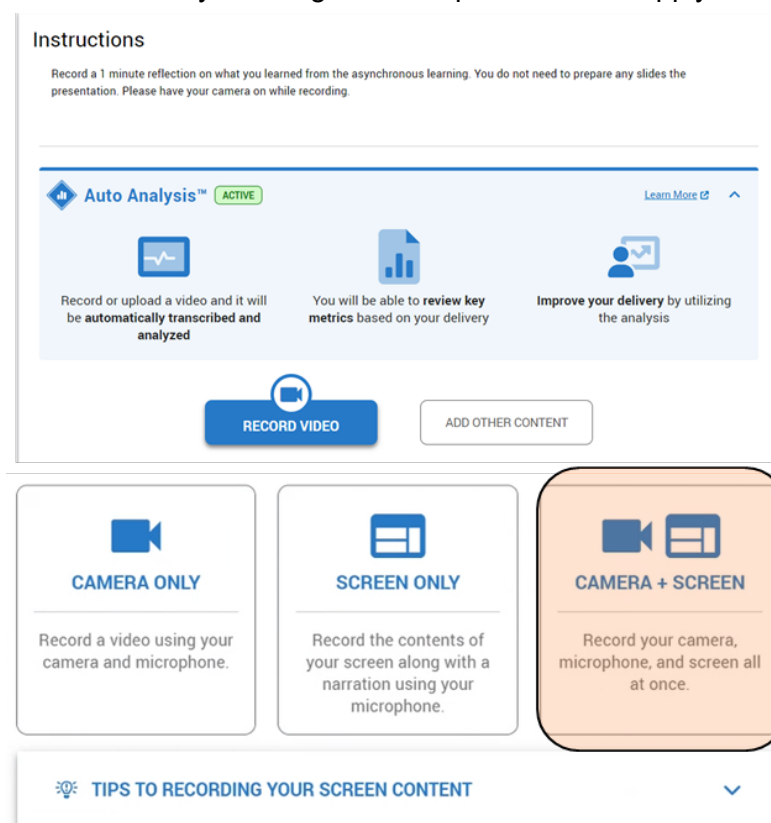 Instructions
Record a 1 minute reflection on what you learned from the asynchronous learning. You do not need to prepare any slides the
presentation. Please have your camera on while recording.
Auto Analysis™ ACTIVE
Learn More
Record or upload a video and it will
be automatically transcribed and
analyzed
You will be able to review key
metrics based on your delivery
Improve your delivery by utilizing
the analysis
RECORD VIDEO
ADD OTHER CONTENT
CAMERA ONLY
Record a video using your
camera and microphone.
SCREEN ONLY
Record the contents of
your screen along with a
narration using your
microphone.
CAMERA + SCREEN
Record your camera,
microphone, and screen all
at once.
TIPS TO RECORDING YOUR SCREEN CONTENT